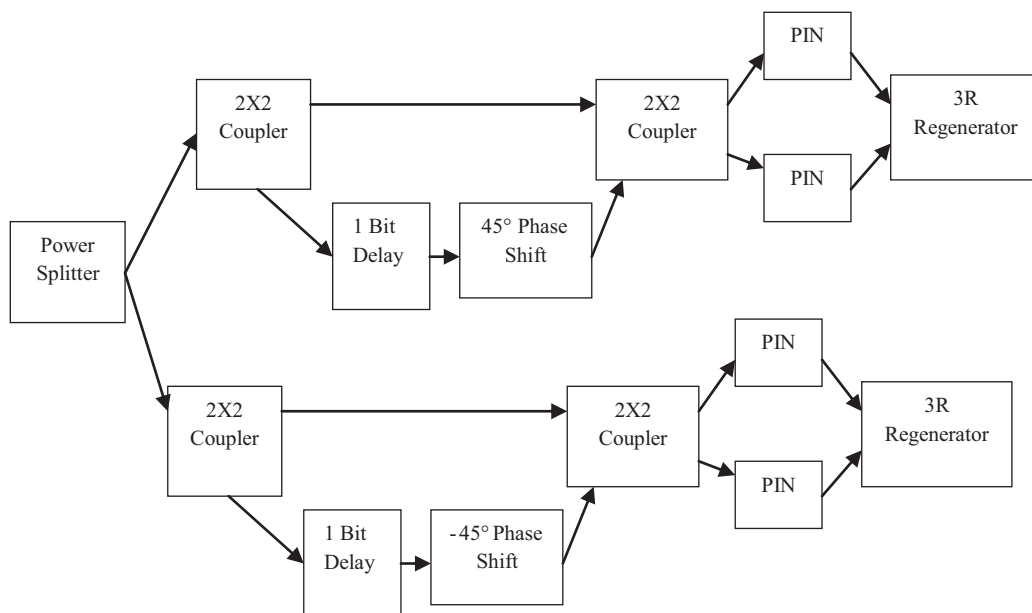 PIN
2X2
Coupler
2X2
Coupler
3R
Regenerator
PIN
1 Bit
Delay
45° Phase
Shift
Power
Splitter
PIN
2X2
Coupler
2X2
Coupler
3R
Regenerator
PIN
1 Bit
Delay
-45° Phase
Shift